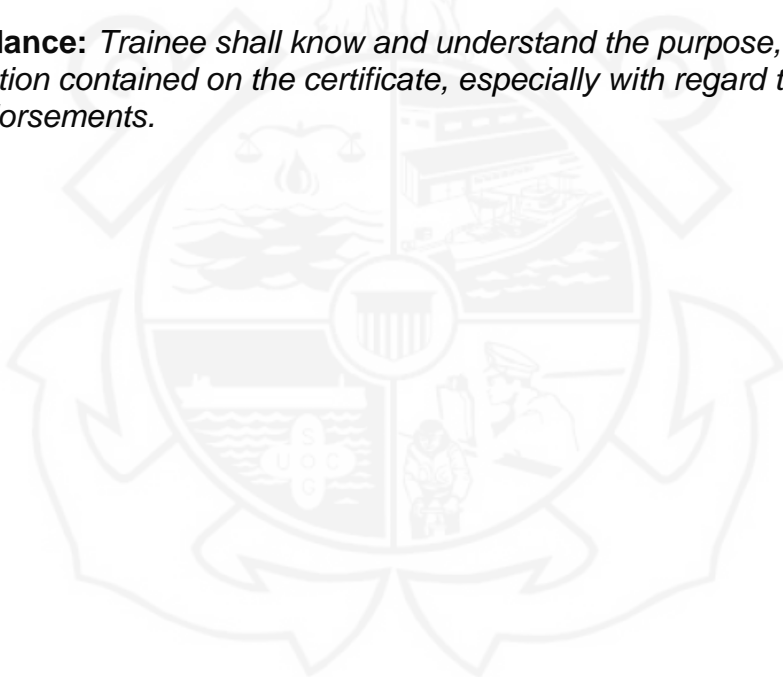 lance: Trainee shall know and understand the purpose,
tion contained on the certificate, especially with regard t
orsements.
S
U O C
G